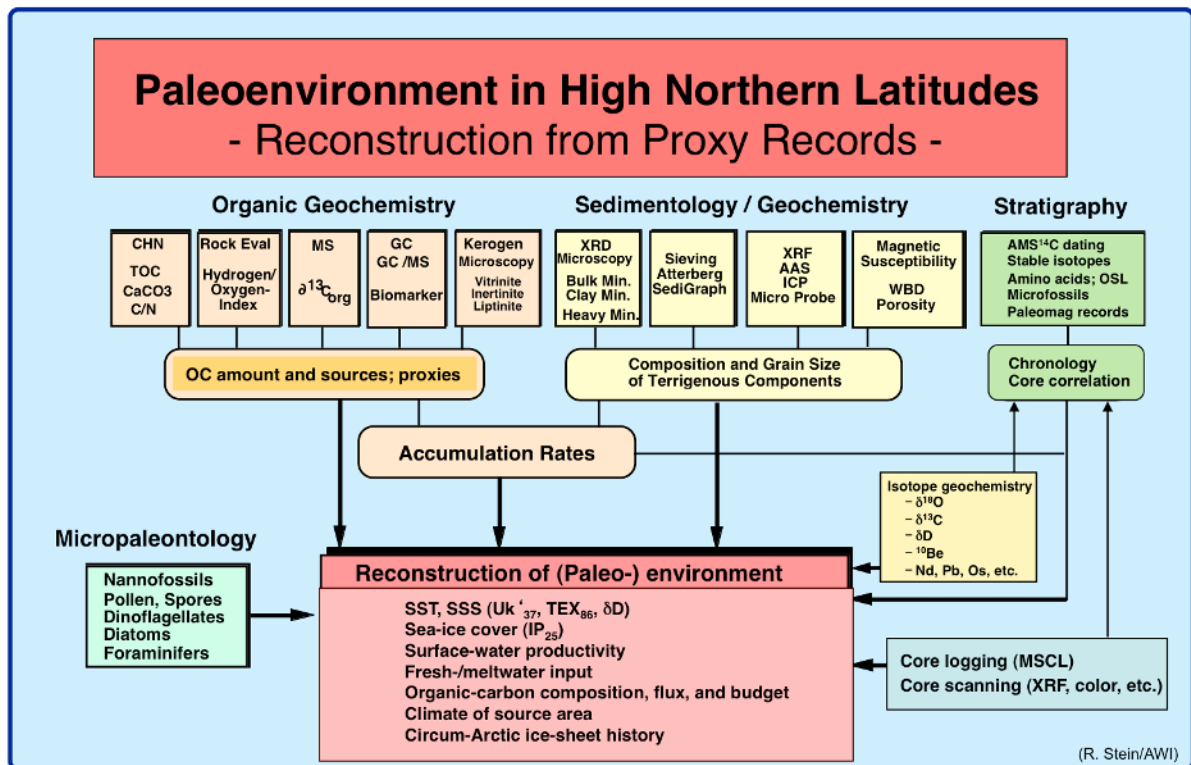 Paleoenvironment in High Northern Latitudes
- Reconstruction from Proxy Records -
Organic Geochemistry
Sedimentology / Geochemistry
Stratigraphy
CHN
TOC
CaCO3
C/N
Rock Eval
Hydrogen/
Oxygen-
Index
MS
∂13Corg
GC
GC /MS
Biomarker
Kerogen
Microscopy
Vitrinite
Inertinite
Liptinite
XRD
Microscopy
Bulk Min.
Clay Min.
Heavy Min.
Sieving
Atterberg
SediGraph
XRF
AAS
ICP
Micro Probe
Magnetic
Susceptibility
WBD
Porosity
AMS14C dating
Stable isotopes
Amino acids; OSL
Microfossils
Paleomag records
OC amount and sources; proxies
Composition and Grain Size
of Terrigenous Components
Chronology
Core correlation
Accumulation Rates
Isotope geochemistry
– δ18O
– δ13C
– δD
– 10Be
– Nd, Pb, Os, etc.
Micropaleontology
Nannofossils
Pollen, Spores
Dinoflagellates
Diatoms
Foraminifers
Reconstruction of (Paleo-) environment
SST, SSS (Uk‘37, TEX86, δD)
Sea-ice cover (IP25)
Surface-water productivity
Fresh-/meltwater input
Organic-carbon composition, flux, and budget
Climate of source area
Circum-Arctic ice-sheet history
Core logging (MSCL)
Core scanning (XRF, color, etc.)
(R. Stein/AWI)